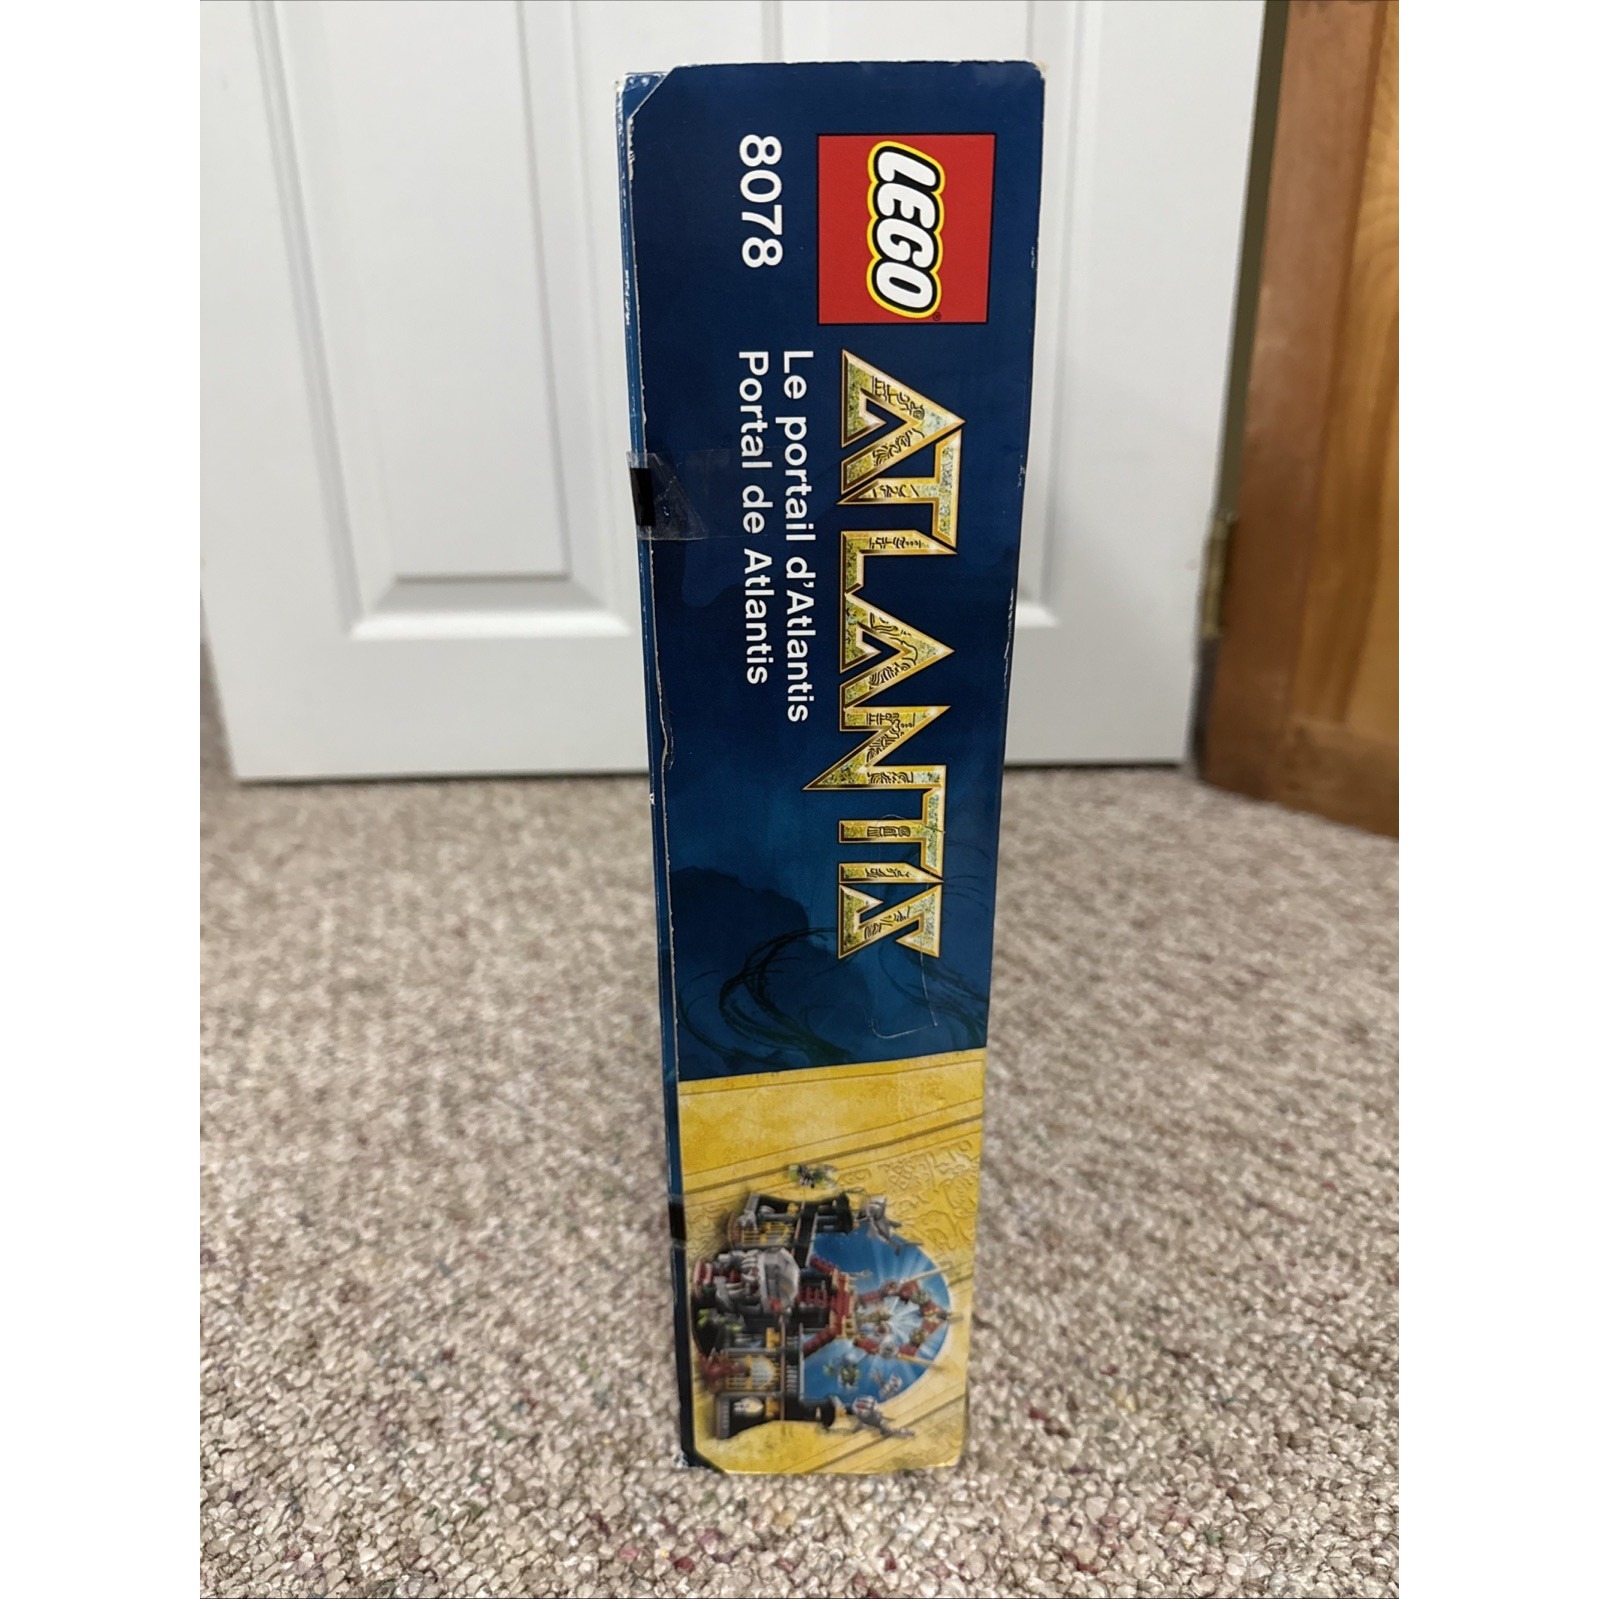 LEGO
ATLANTIS
8078
Le portail d'Atlantis
Portal de Atlantis